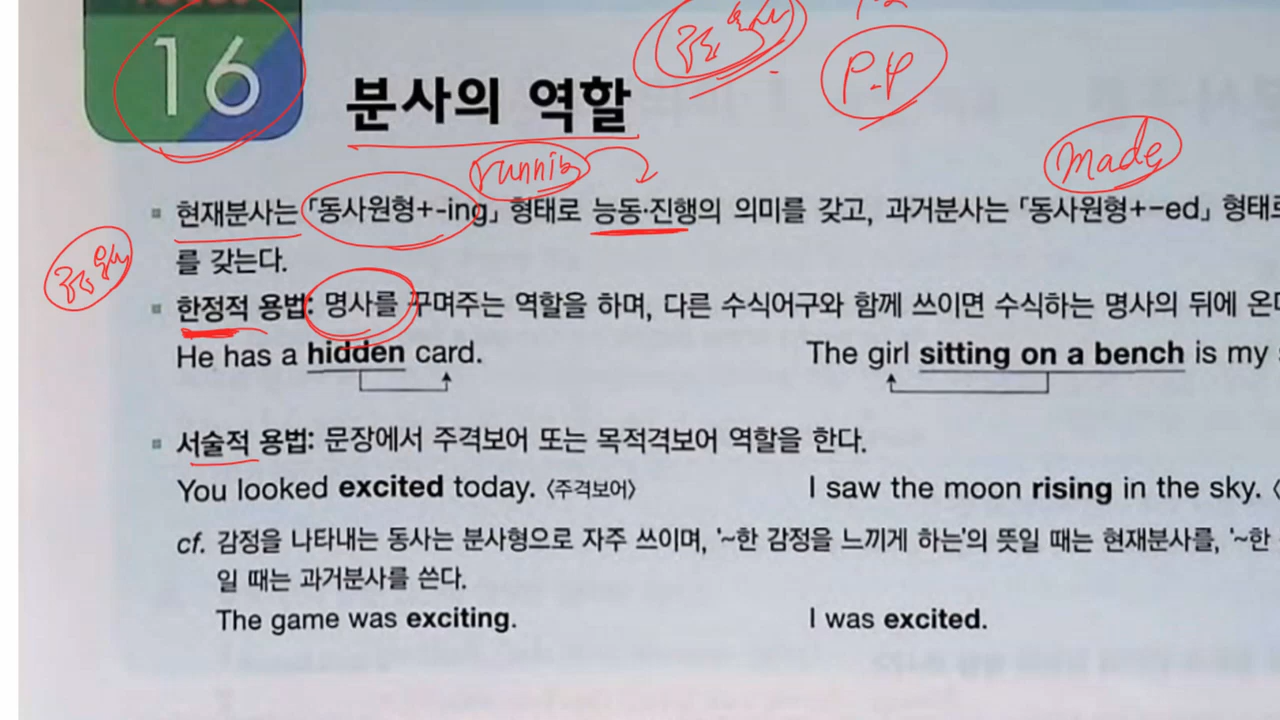 16
분사의 역할
P.P
runnig
made
현재분사는 「동사원형+-ing」 형태로 능동·진행의 의미를 갖고, 과거분사는 「동사원형+-ed」 형태로
를 갖는다.
한정적 용법: 명사를 꾸며주는 역할을 하며, 다른 수식어구와 함께 쓰이면 수식하는 명사의 뒤에
He has a hidden card.
The girl sitting on a bench is my
서술적 용법: 문장에서 주격보어 또는 목적격보어 역할을 한다.
You looked excited today. 〈주격보어〉
I saw the moon rising in the sky.
cf. 감정을 나타내는 동사는 분사형으로 자주 쓰이며, '~한 감정을 느끼게 하는'의 뜻일 때는 현재분사를, '~한
일 때는 과거분사를 쓴다.
The game was exciting.
I was excited.